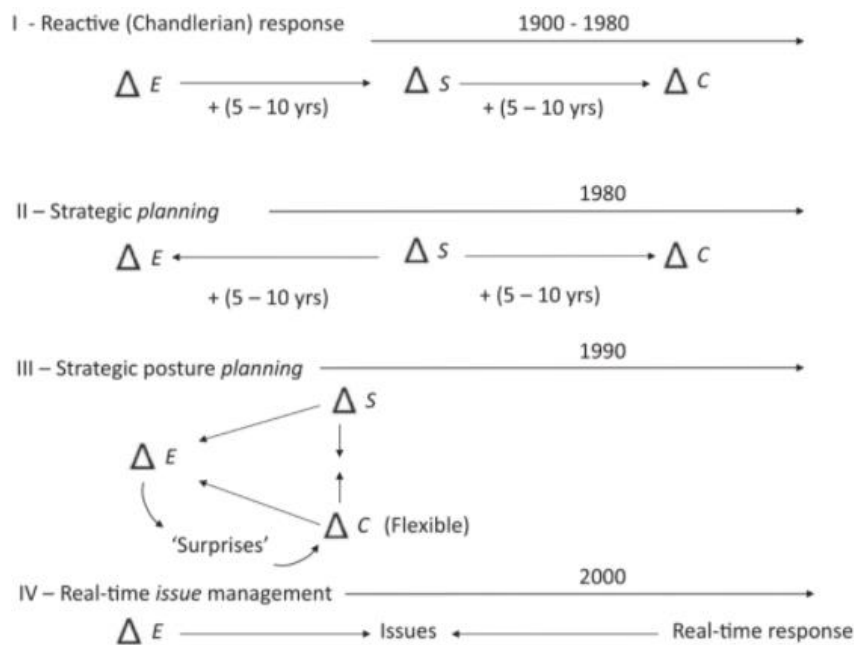 I - Reactive (Chandlerian) response 1900 - 1980
Δ E Δ S Δ C
+ (5 – 10 yrs) + (5 – 10 yrs)
II – Strategic planning 1980
Δ E Δ S Δ C
+ (5 – 10 yrs) + (5 – 10 yrs)
III – Strategic posture planning 1990
Δ S
Δ E
Δ C (Flexible)
‘Surprises’
IV – Real-time issue management 2000
Δ E Issues Real-time response